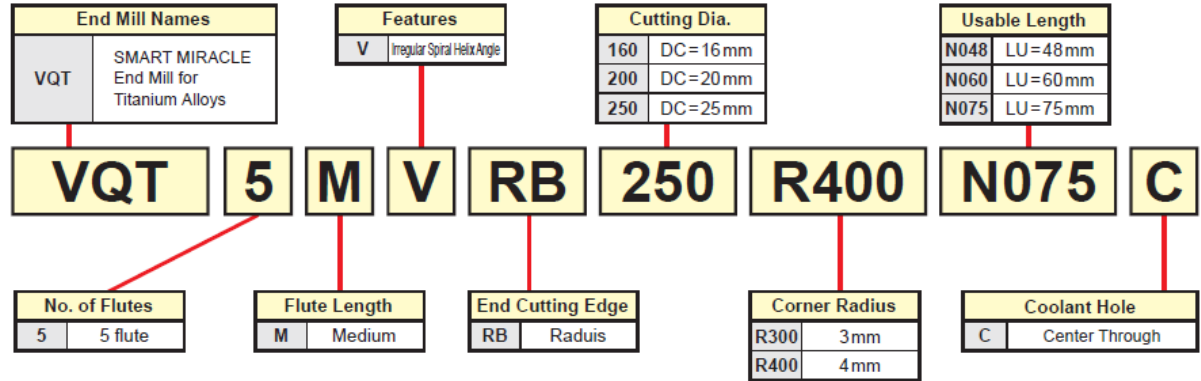 End Mill Names
VQT
SMART MIRACLE
End Mill for
Titanium Alloys
Features
V Irregular Spiral Helix Angle
Cutting Dia.
160 DC=16mm
200 DC=20mm
250 DC=25mm
Usable Length
N048 LU=48mm
N060 LU=60mm
N075 LU=75mm
VQT 5 M V RB 250 R400 N075 C
No. of Flutes
5 5 flute
Flute Length
M Medium
End Cutting Edge
RB Raduis
Corner Radius
R300 3mm
R400 4mm
Coolant Hole
C Center Through